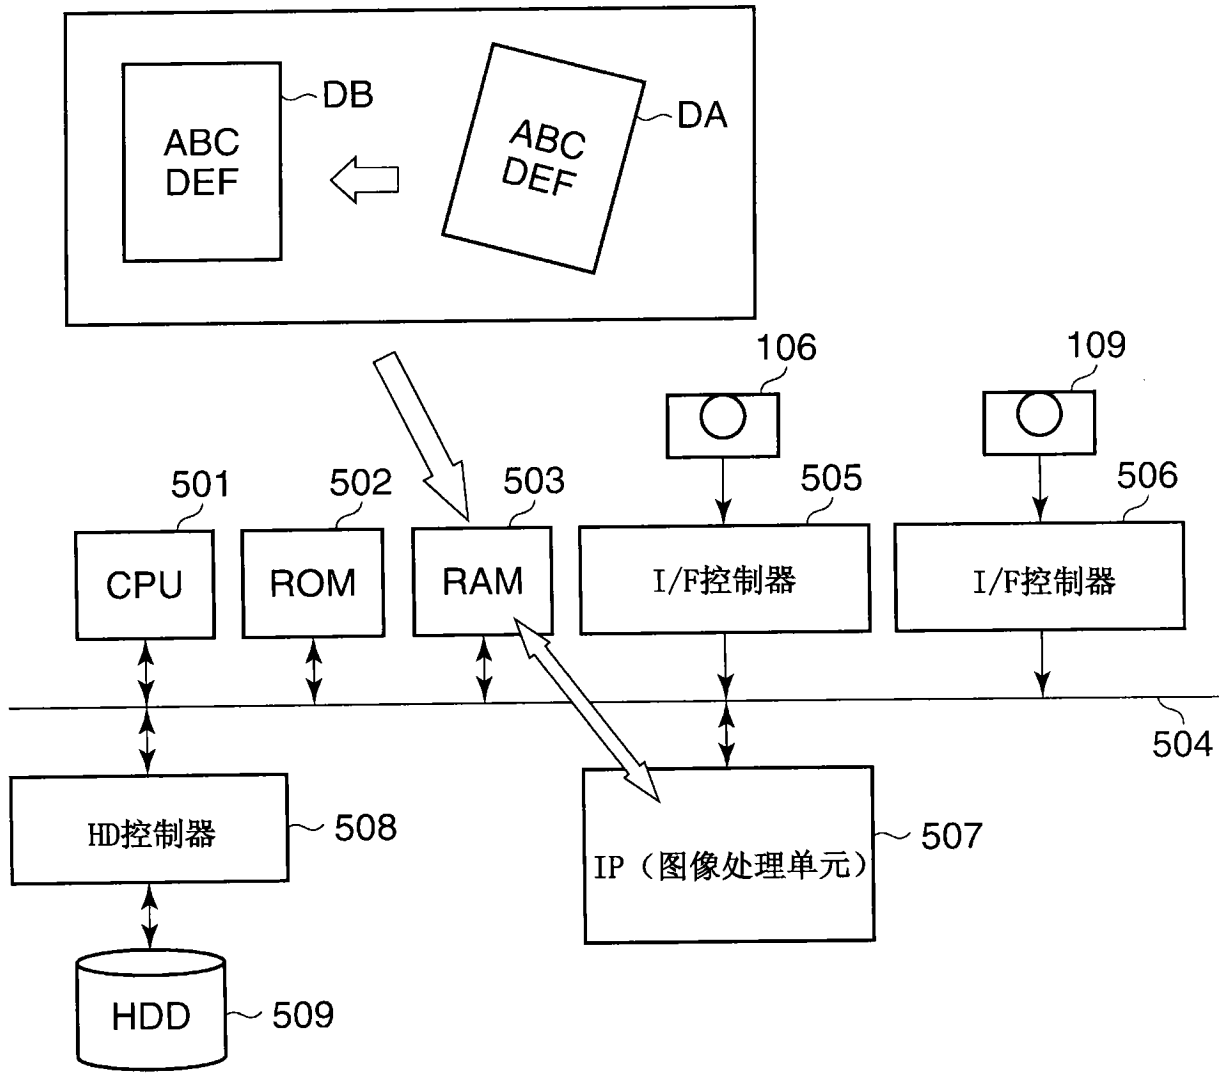 DB
DA
ABC
DEF
ABC
DEF
106
109
501
502
503
505
506
CPU
ROM
RAM
I/F控制器
I/F控制器
504
HD控制器
508
IP（图像处理单元）
507
HDD
509